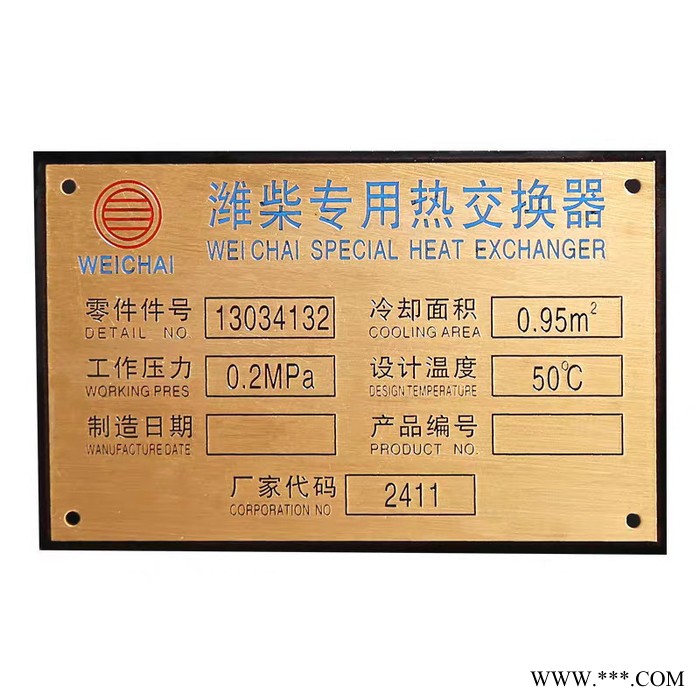 潍柴专用热交换器
WEICHAI SPECIAL HEAT EXCHANGER
WEICHAI
零件件号 13034132 冷却面积 0.95m²
DETAIL NO. COOLING AREA
工作压力 0.2MPa 设计温度 50℃
WORKING PRES DESIGN TEMPERATURE
制造日期 产品编号
WANUFACTURE DATE PRODUCT NO.
厂家代码 2411
CORPORATION NO
WWW.***.COM